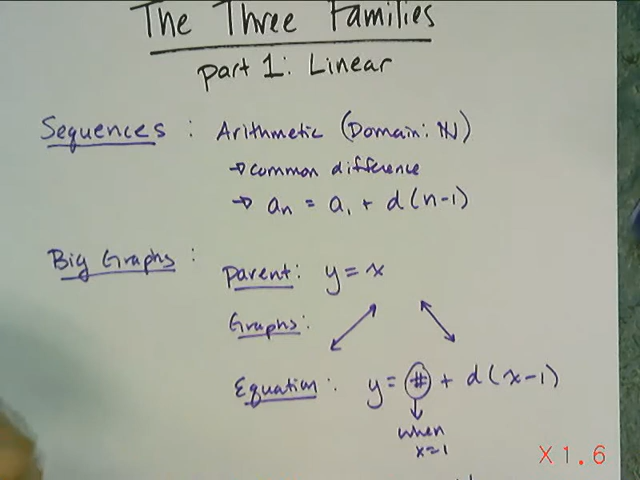 The Three Families
part 1: Linear
Sequences: Arithmetic (Domain: ℕ)
→ common difference
→ aₙ = a₁ + d(n-1)
Big Graphs:
parent: y = x
Graphs:
Equation: y = # + d(x-1)
when
x=1
X1.6